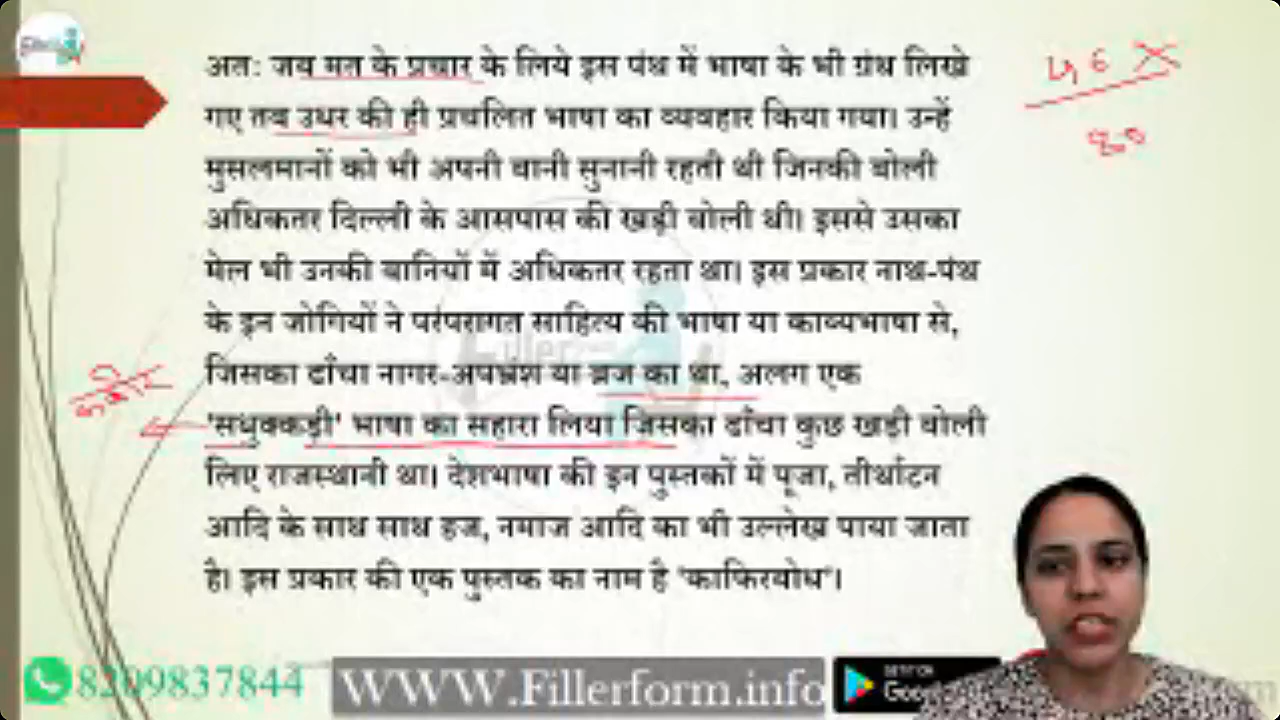 अतः जब मत के प्रचार के लिये इस पंथ में भाषा के भी ग्रंथ लिखे
गए तब उधर की ही प्रचलित भाषा का व्यवहार किया गया। उन्हें
मुसलमानों को भी अपनी बानी सुनानी रहती थी जिनकी बोली
अधिकतर दिल्ली के आसपास की खड़ी बोली थी। इससे उसका
मेल भी उनकी बानियों में अधिकतर रहता था। इस प्रकार नाथ-पंथ
के इन जोगियों ने परंपरागत साहित्य की भाषा या काव्यभाषा से,
जिसका ढाँचा नागर-अपभ्रंश या ब्रज का था, अलग एक
'सधुक्कड़ी' भाषा का सहारा लिया जिसका ढाँचा कुछ खड़ी बोली
लिए राजस्थानी था। देशभाषा की इन पुस्तकों में पूजा, तीर्थाटन
आदि के साथ साथ हज, नमाज आदि का भी उल्लेख पाया जाता
है। इस प्रकार की एक पुस्तक का नाम है 'काफिरबोध'।
8209837844
WWW.Fillerform.info